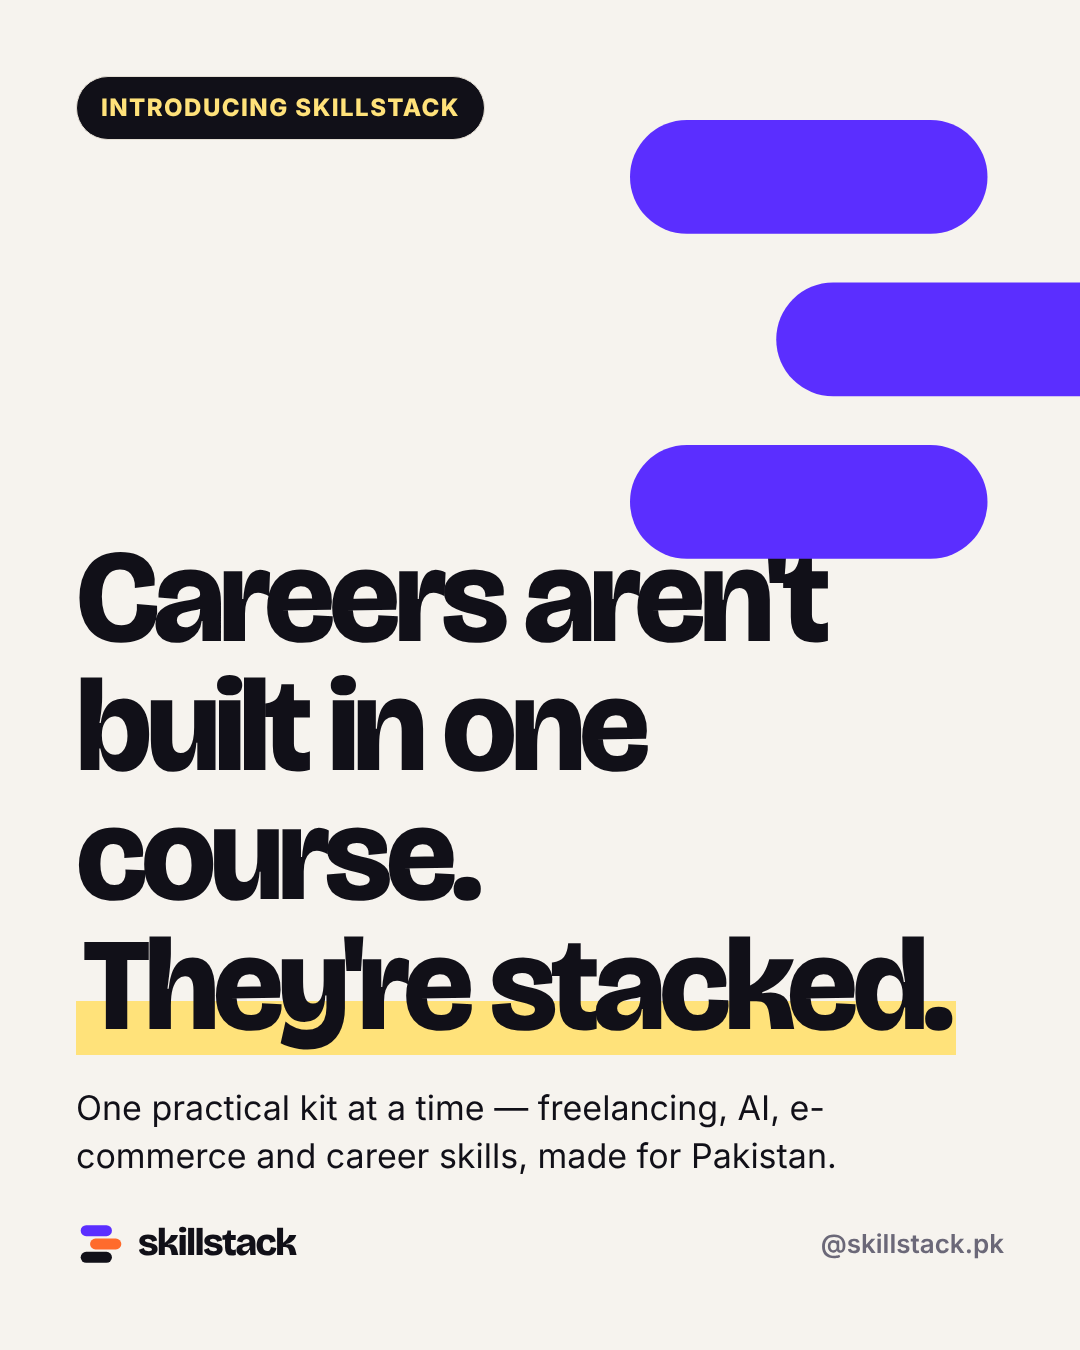 INTRODUCING SKILLSTACK
Careers aren't
built in one
course.
They're stacked.
One practical kit at a time — freelancing, AI, e-
commerce and career skills, made for Pakistan.
skillstack
@skillstack.pk